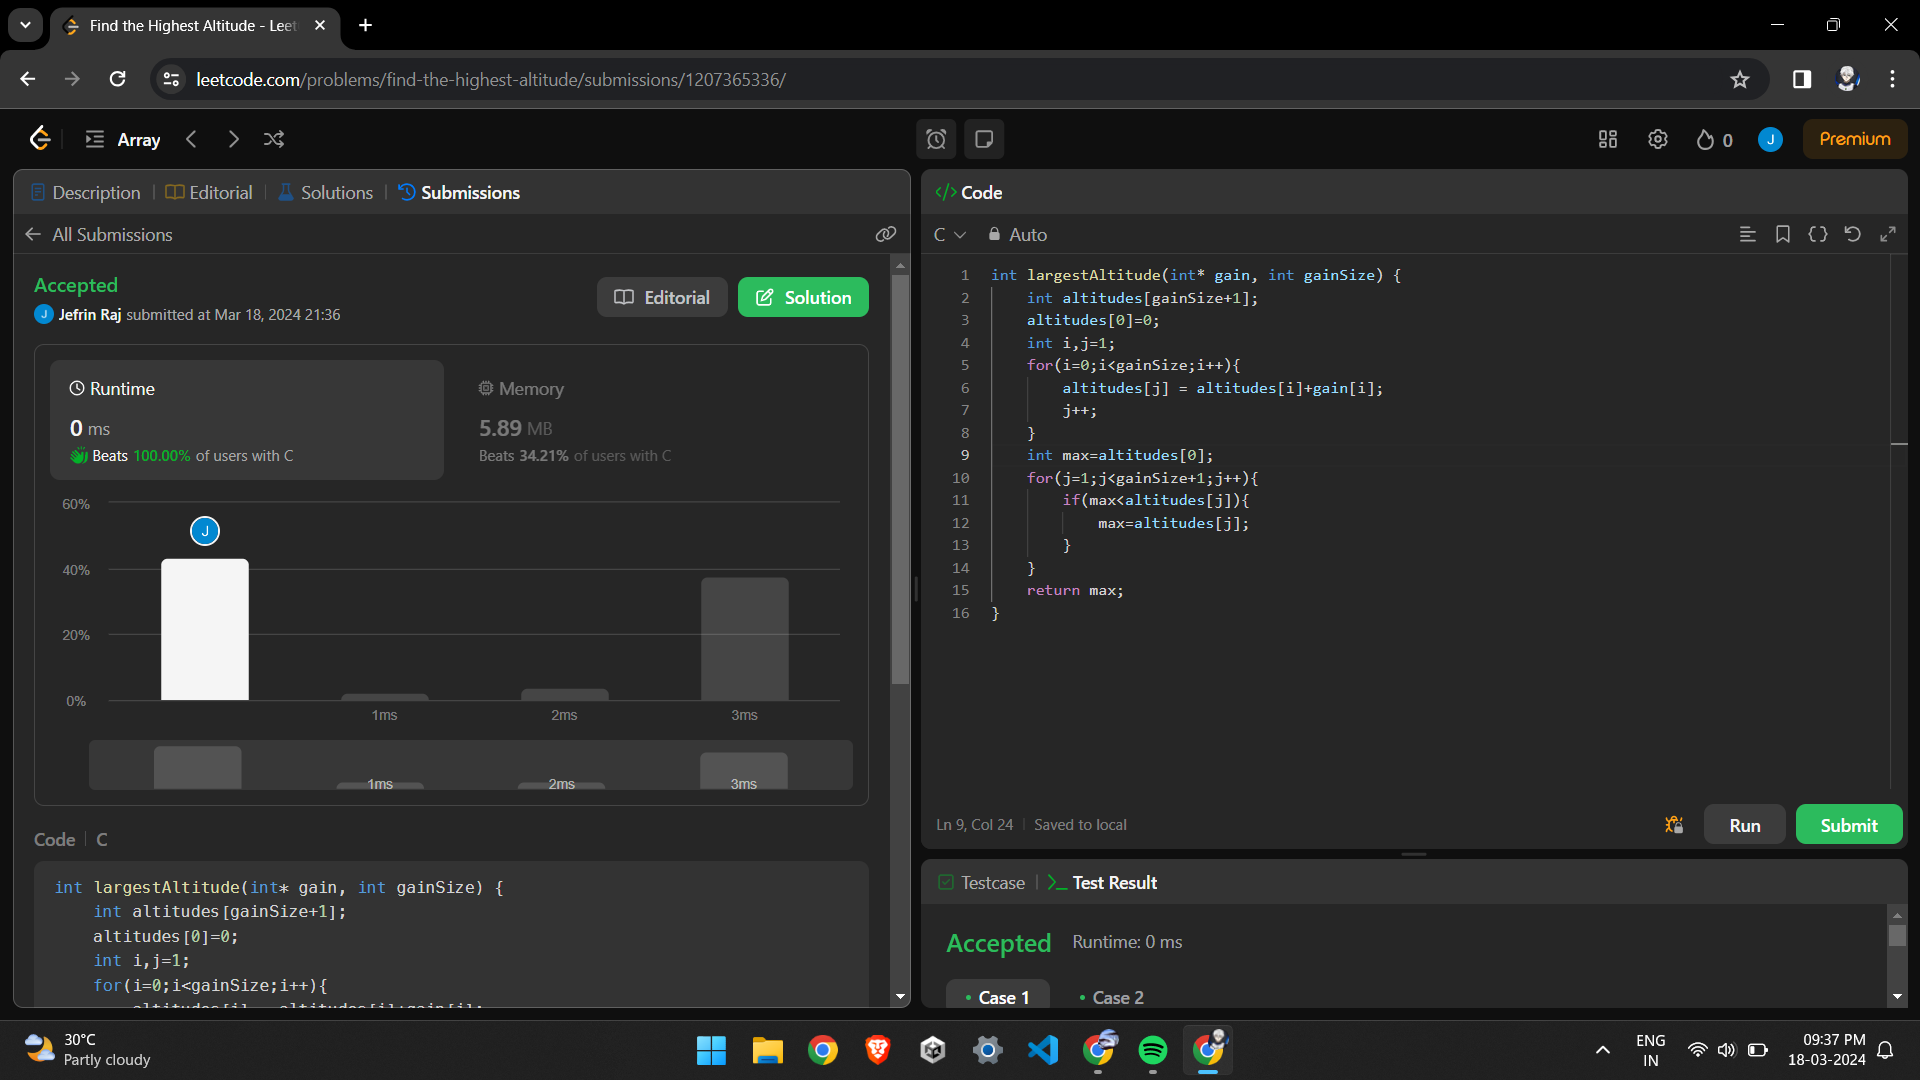 Find the Highest Altitude - Leet
leetcode.com/problems/find-the-highest-altitude/submissions/1207365336/
Array
0
J
Premium
Description
Editorial
Solutions
Submissions
All Submissions
Accepted
J Jefrin Raj submitted at Mar 18, 2024 21:36
Editorial
Solution
Runtime
0 ms
Beats 100.00% of users with C
Memory
5.89 MB
Beats 34.21% of users with C
60%
J
40%
20%
0%
1ms 2ms 3ms
1ms 2ms 3ms
Code C
int largestAltitude(int* gain, int gainSize) {
int altitudes[gainSize+1];
altitudes[0]=0;
int i,j=1;
for(i=0;i<gainSize;i++){
Code
C
Auto
1 int largestAltitude(int* gain, int gainSize) {
2 int altitudes[gainSize+1];
3 altitudes[0]=0;
4 int i,j=1;
5 for(i=0;i<gainSize;i++){
6 altitudes[j] = altitudes[i]+gain[i];
7 j++;
8 }
9 int max=altitudes[0];
10 for(j=1;j<gainSize+1;j++){
11 if(max<altitudes[j]){
12 max=altitudes[j];
13 }
14 }
15 return max;
16 }
Ln 9, Col 24 Saved to local
Run
Submit
Testcase
Test Result
Accepted Runtime: 0 ms
Case 1
Case 2
30°C
Partly cloudy
ENG
IN
09:37 PM
18-03-2024